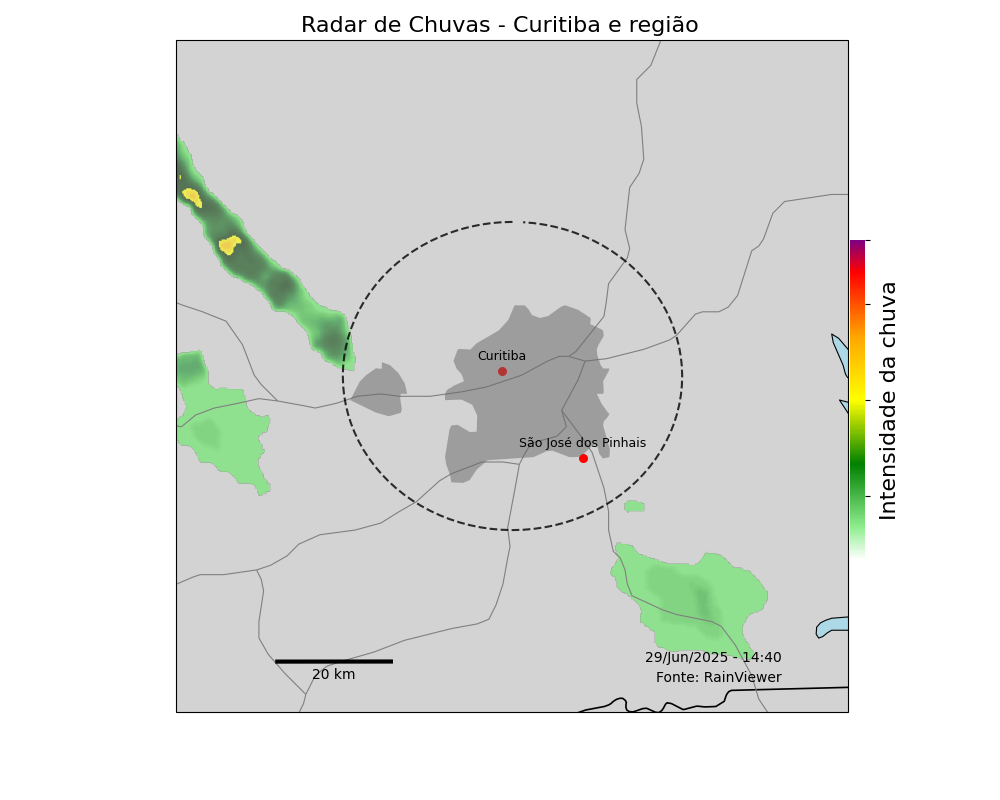 Radar de Chuvas - Curitiba e região
Curitiba
São José dos Pinhais
Intensidade da chuva
20 km
29/Jun/2025 - 14:40
Fonte: RainViewer